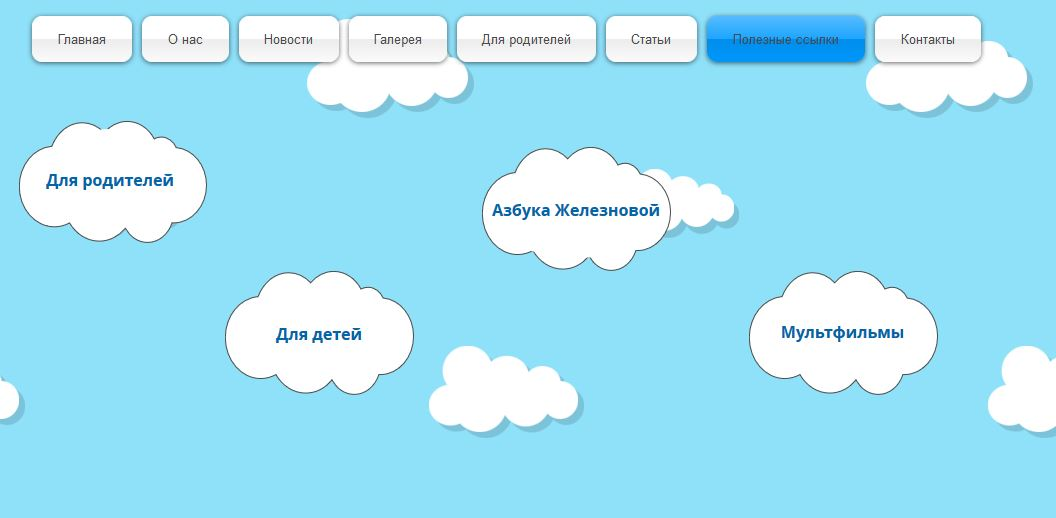 Главная
О нас
Новости
Галерея
Для родителей
Статьи
Полезные ссылки
Контакты
Для родителей
Азбука Железновой
Для детей
Мультфильмы